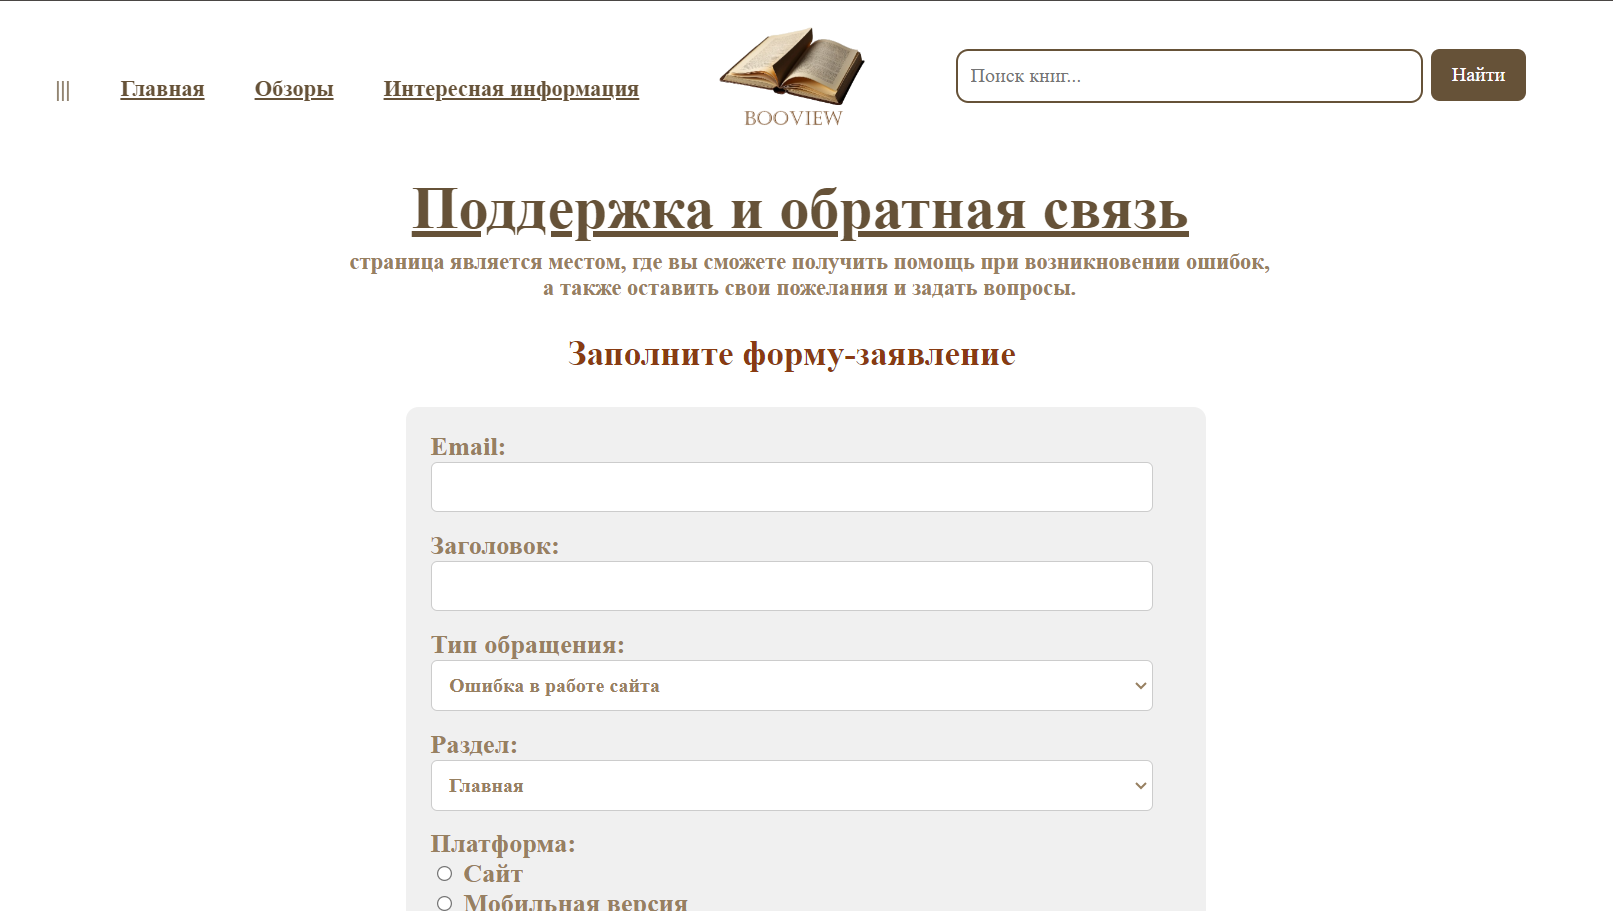 ||| Главная Обзоры Интересная информация
BOOVIEW
Поиск книг...
Найти
Поддержка и обратная связь
страница является местом, где вы сможете получить помощь при возникновении ошибок,
а также оставить свои пожелания и задать вопросы.
Заполните форму-заявление
Email:
Заголовок:
Тип обращения:
Ошибка в работе сайта
Раздел:
Главная
Платформа:
Сайт
Мобильная версия